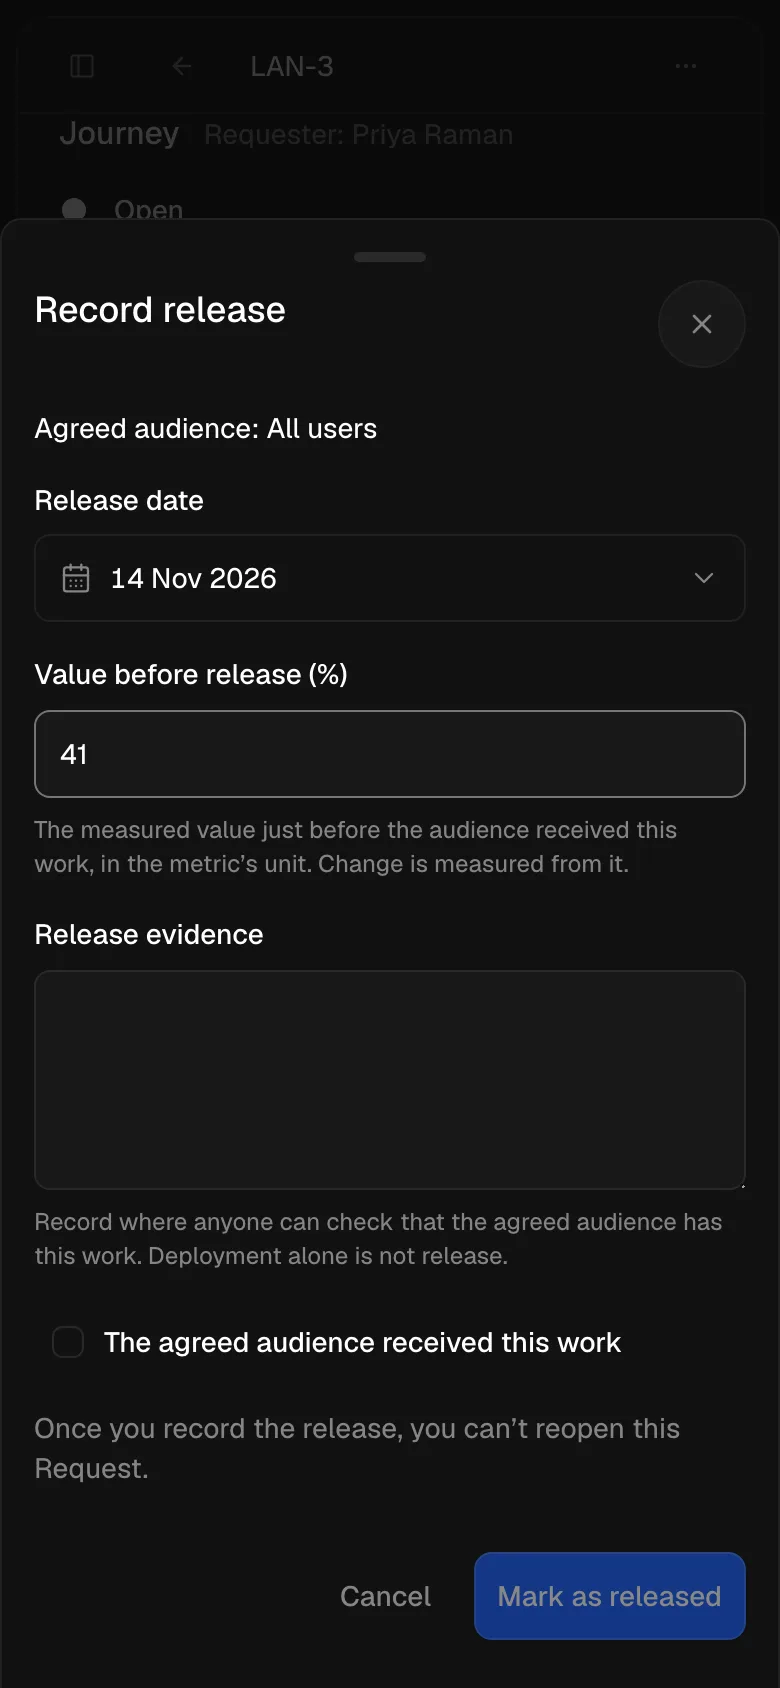 LAN-3
Journey Requester: Priya Raman
Open
Record release
Agreed audience: All users
Release date
14 Nov 2026
Value before release (%)
41
The measured value just before the audience received this
work, in the metric’s unit. Change is measured from it.
Release evidence
Record where anyone can check that the agreed audience has
this work. Deployment alone is not release.
The agreed audience received this work
Once you record the release, you can’t reopen this
Request.
Cancel
Mark as released